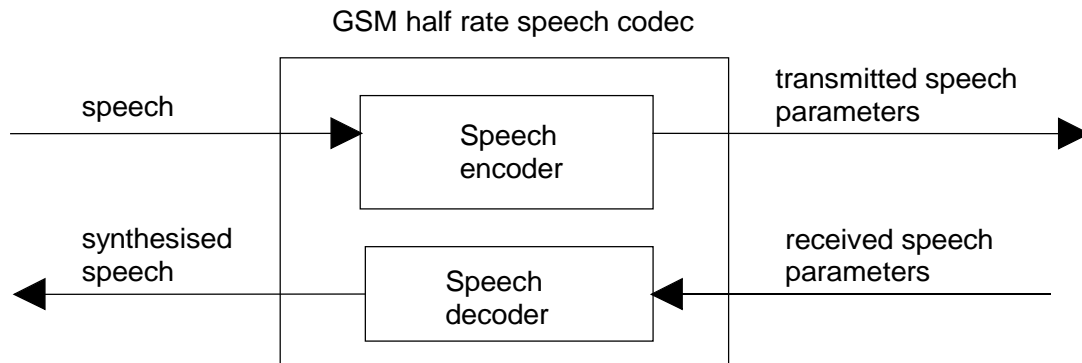 GSM half rate speech codec
speech
transmitted speech
parameters
Speech
encoder
synthesised
speech
received speech
parameters
Speech
decoder